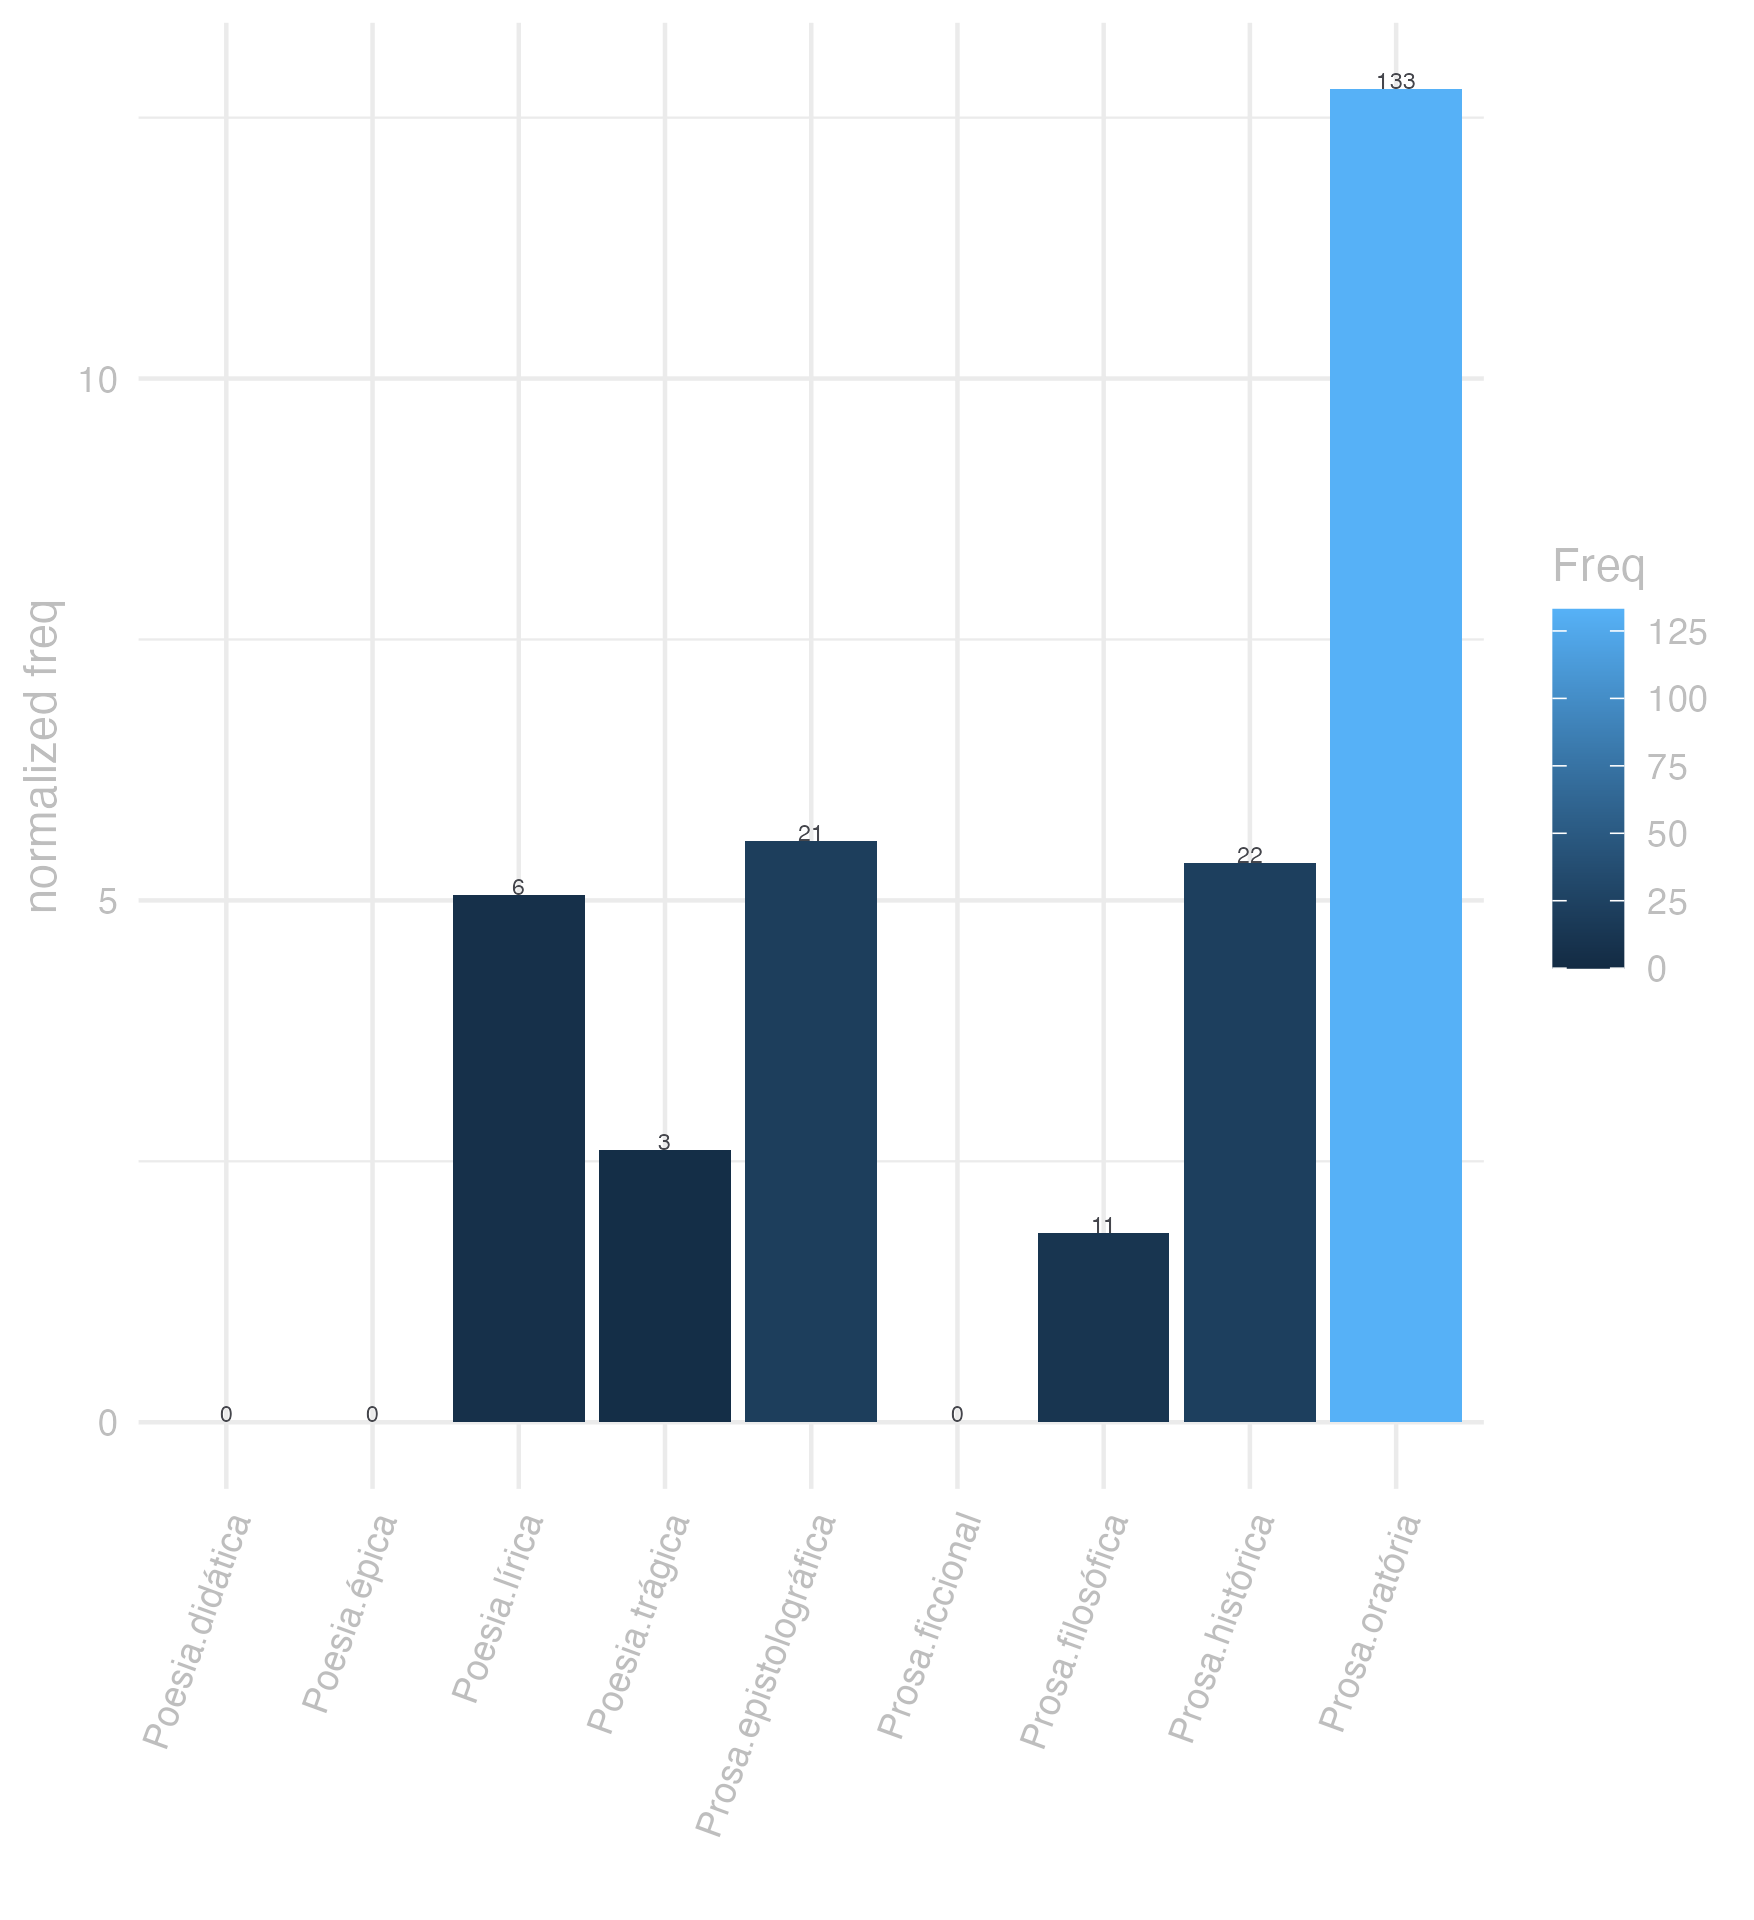 133
10
Freq
125
100
75
50
25
0
normalized freq
21
22
6
5
3
11
0
0
0
0
Poesia.didática
Poesia.épica
Poesia.lírica
Poesia.trágica
Prosa.epistolográfica
Prosa.ficcional
Prosa.filosófica
Prosa.histórica
Prosa.oratória